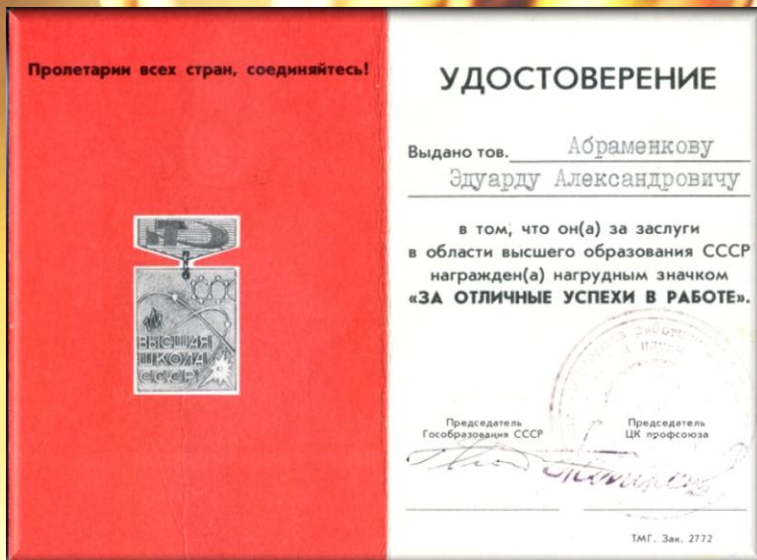 Пролетарии всех стран, соединяйтесь!
ВЫСШАЯ
ШКОЛА
СССР
УДОСТОВЕРЕНИЕ
Выдано тов. Абраменкову
Эдуарду Александровичу
в том, что он(а) за заслуги
в области высшего образования СССР
награжден(а) нагрудным значком
«ЗА ОТЛИЧНЫЕ УСПЕХИ В РАБОТЕ».
Председатель
Гособразования СССР
Председатель
ЦК профсоюза
ТМГ. Зак. 2772